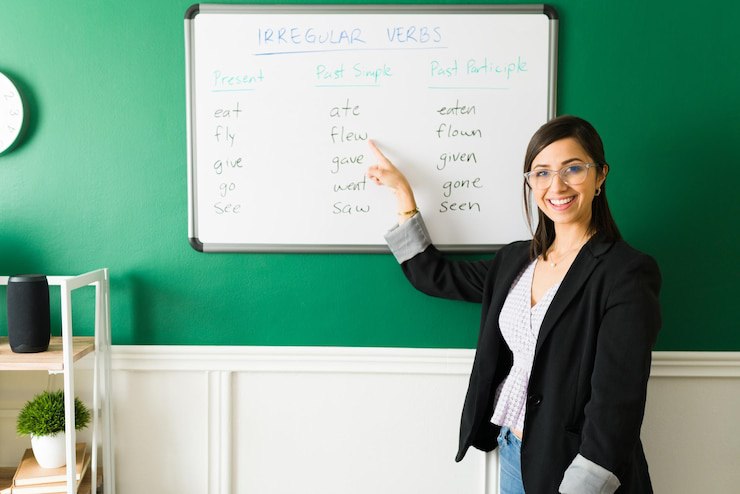 IRREGULAR VERBS
Present Past Simple Past Participle
eat ate eaten
fly flew flown
give gave given
go went gone
see saw seen